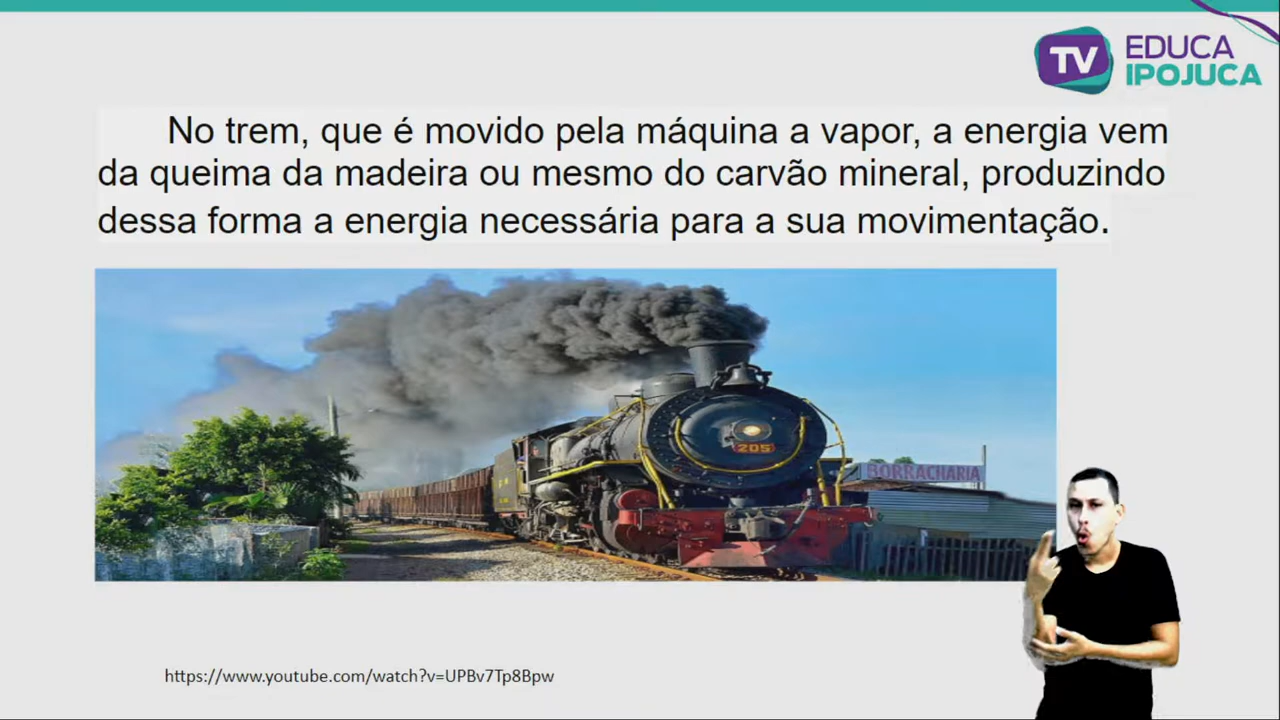 TV EDUCA
IPOJUCA
No trem, que é movido pela máquina a vapor, a energia vem
da queima da madeira ou mesmo do carvão mineral, produzindo
dessa forma a energia necessária para a sua movimentação.
205
BORRACHARIA
https://www.youtube.com/watch?v=UPBv7Tp8Bpw